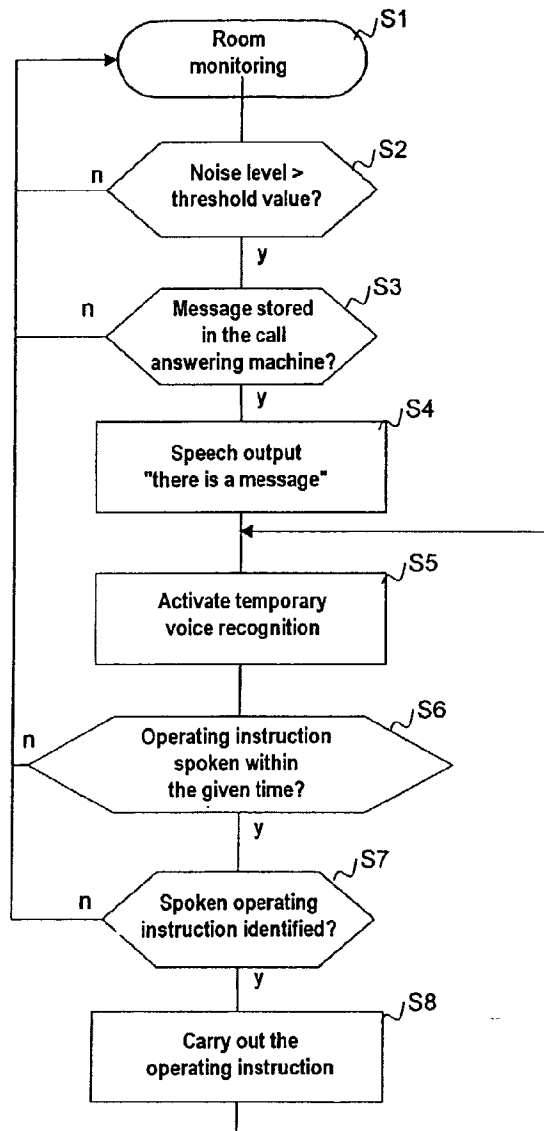 S1
Room
monitoring
S2
n
Noise level >
threshold value?
y
S3
n
Message stored
in the call
answering machine?
y
S4
Speech output
"there is a message"
S5
Activate temporary
voice recognition
S6
n
Operating instruction
spoken within
the given time?
y
S7
n
Spoken operating
instruction identified?
y
S8
Carry out the
operating instruction